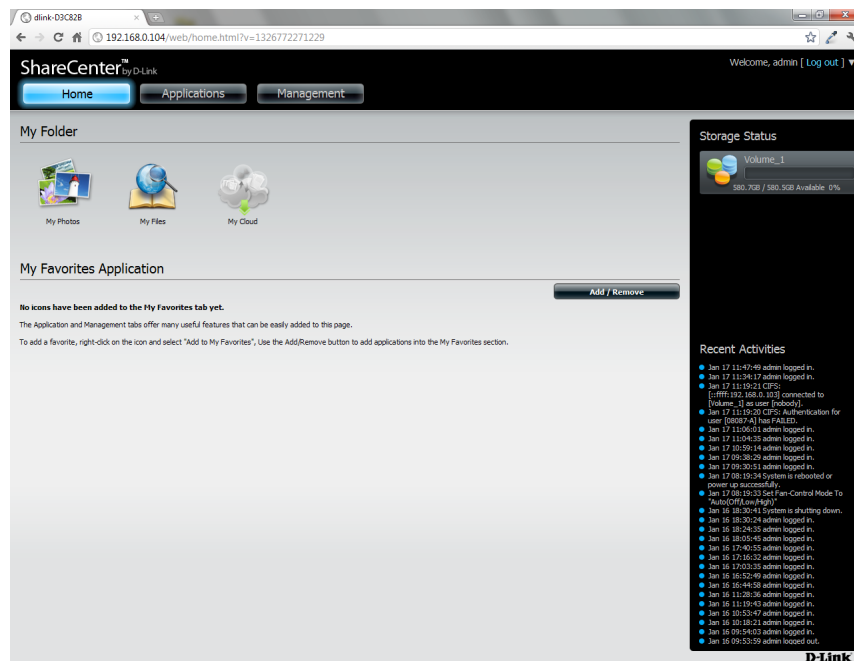 dlink-D3C82B
192.168.0.104/web/home.html?v=1326772271229
ShareCenter™ by D-Link
Welcome, admin [ Log out ]
Home
Applications
Management
My Folder
My Photos
My Files
My Cloud
My Favorites Application
Add / Remove
No icons have been added to the My Favorites tab yet.
The Application and Management tabs offer many useful features that can be easily added to this page.
To add a favorite, right-click on the icon and select "Add to My Favorites", Use the Add/Remove button to add applications into the My Favorites section.
Storage Status
Volume_1
580.7GB / 580.5GB Available 0%
Recent Activities
Jan 17 11:47:49 admin logged in.
Jan 17 11:34:17 admin logged in.
Jan 17 11:19:21 CIFS:
[::ffff:192.168.0.103] connected to
[Volume_1] as user [nobody].
Jan 17 11:19:20 CIFS: Authentication for
user [08087-A] has FAILED.
Jan 17 11:06:01 admin logged in.
Jan 17 11:04:35 admin logged in.
Jan 17 10:59:14 admin logged in.
Jan 17 09:38:29 admin logged in.
Jan 17 09:30:51 admin logged in.
Jan 17 08:19:34 System is rebooted or
power up successfully.
Jan 17 08:19:33 Set Fan-Control Mode To
"Auto(Off/Low/High)"
Jan 16 18:30:41 System is shutting down.
Jan 16 18:30:24 admin logged in.
Jan 16 18:24:35 admin logged in.
Jan 16 18:05:45 admin logged in.
Jan 16 17:40:55 admin logged in.
Jan 16 17:16:32 admin logged in.
Jan 16 17:03:35 admin logged in.
Jan 16 16:52:49 admin logged in.
Jan 16 16:44:58 admin logged in.
Jan 16 11:28:36 admin logged in.
Jan 16 11:19:43 admin logged in.
Jan 16 10:53:47 admin logged in.
Jan 16 10:18:21 admin logged in.
Jan 16 09:54:03 admin logged in.
Jan 16 09:53:59 admin logged out.
D-Link